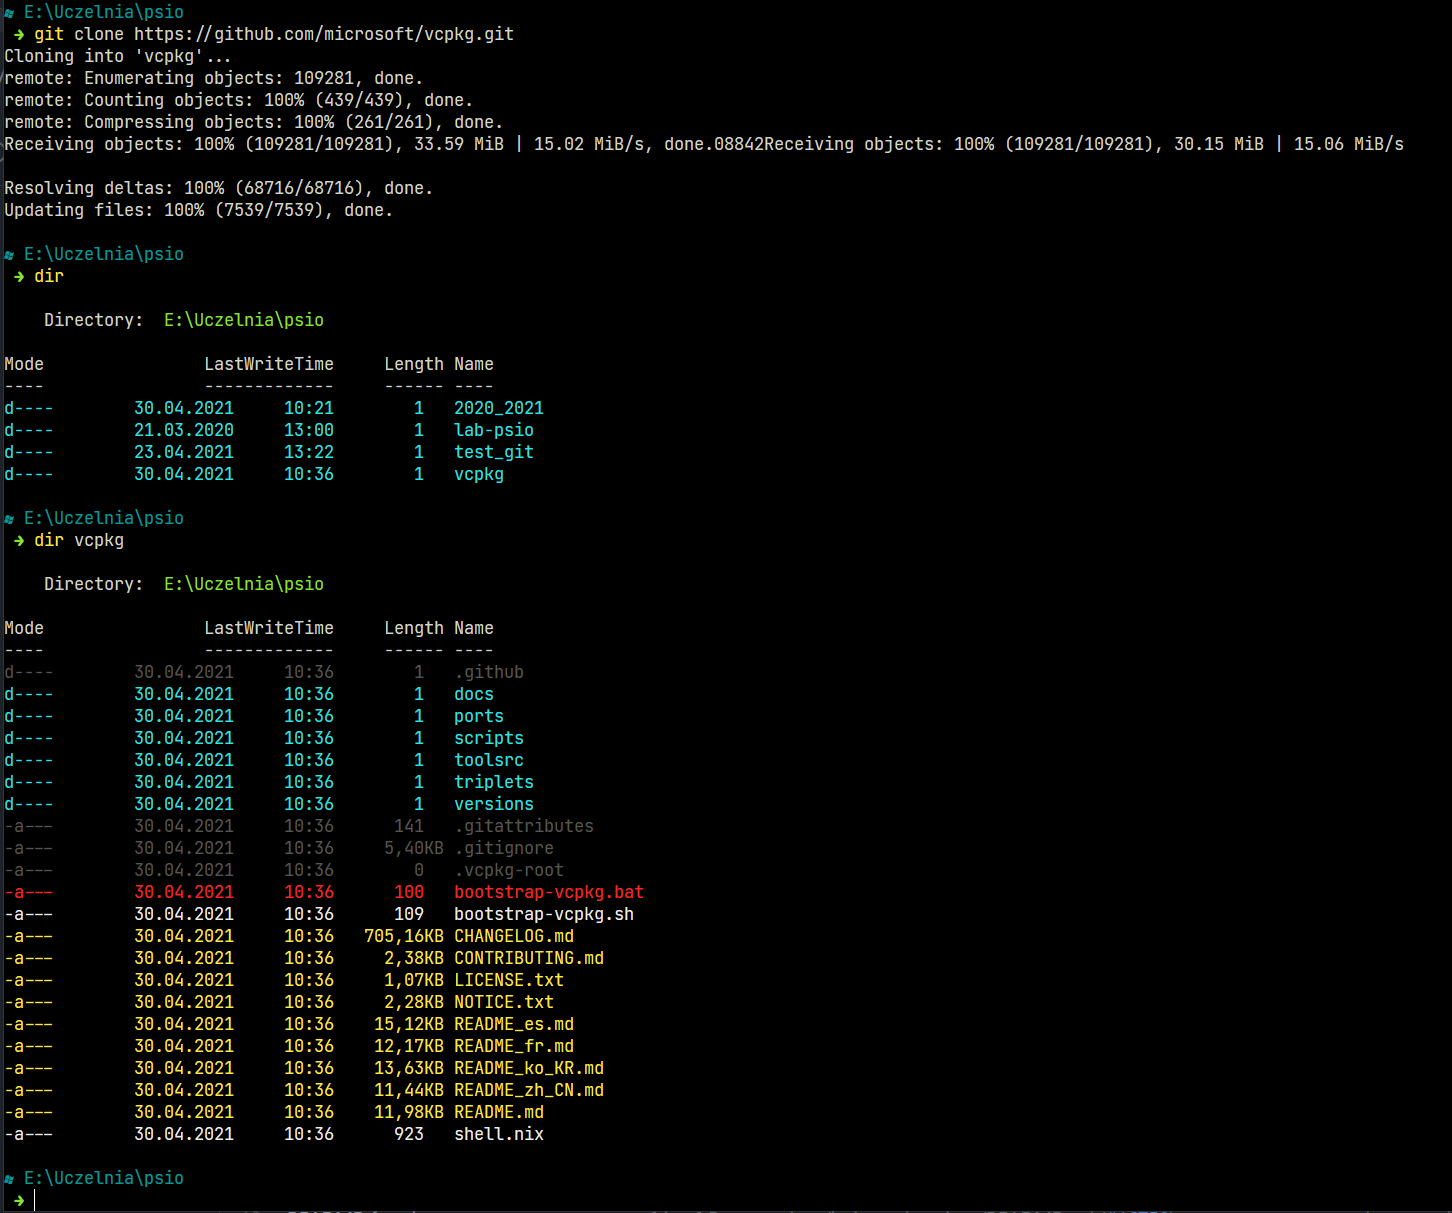 E:\Uczelnia\psio
➜ git clone https://github.com/microsoft/vcpkg.git
Cloning into 'vcpkg'...
remote: Enumerating objects: 109281, done.
remote: Counting objects: 100% (439/439), done.
remote: Compressing objects: 100% (261/261), done.
Receiving objects: 100% (109281/109281), 33.59 MiB | 15.02 MiB/s, done.08842Receiving objects: 100% (109281/109281), 30.15 MiB | 15.06 MiB/s
Resolving deltas: 100% (68716/68716), done.
Updating files: 100% (7539/7539), done.
E:\Uczelnia\psio
➜ dir
Directory: E:\Uczelnia\psio
Mode LastWriteTime Length Name
---- ------------- ------ ----
d---- 30.04.2021 10:21 1 2020_2021
d---- 21.03.2020 13:00 1 lab-psio
d---- 23.04.2021 13:22 1 test_git
d---- 30.04.2021 10:36 1 vcpkg
E:\Uczelnia\psio
➜ dir vcpkg
Directory: E:\Uczelnia\psio
Mode LastWriteTime Length Name
---- ------------- ------ ----
d---- 30.04.2021 10:36 1 .github
d---- 30.04.2021 10:36 1 docs
d---- 30.04.2021 10:36 1 ports
d---- 30.04.2021 10:36 1 scripts
d---- 30.04.2021 10:36 1 toolsrc
d---- 30.04.2021 10:36 1 triplets
d---- 30.04.2021 10:36 1 versions
-a--- 30.04.2021 10:36 141 .gitattributes
-a--- 30.04.2021 10:36 5,40KB .gitignore
-a--- 30.04.2021 10:36 0 .vcpkg-root
-a--- 30.04.2021 10:36 100 bootstrap-vcpkg.bat
-a--- 30.04.2021 10:36 109 bootstrap-vcpkg.sh
-a--- 30.04.2021 10:36 705,16KB CHANGELOG.md
-a--- 30.04.2021 10:36 2,38KB CONTRIBUTING.md
-a--- 30.04.2021 10:36 1,07KB LICENSE.txt
-a--- 30.04.2021 10:36 2,28KB NOTICE.txt
-a--- 30.04.2021 10:36 15,12KB README_es.md
-a--- 30.04.2021 10:36 12,17KB README_fr.md
-a--- 30.04.2021 10:36 13,63KB README_ko_KR.md
-a--- 30.04.2021 10:36 11,44KB README_zh_CN.md
-a--- 30.04.2021 10:36 11,98KB README.md
-a--- 30.04.2021 10:36 923 shell.nix
E:\Uczelnia\psio
➜